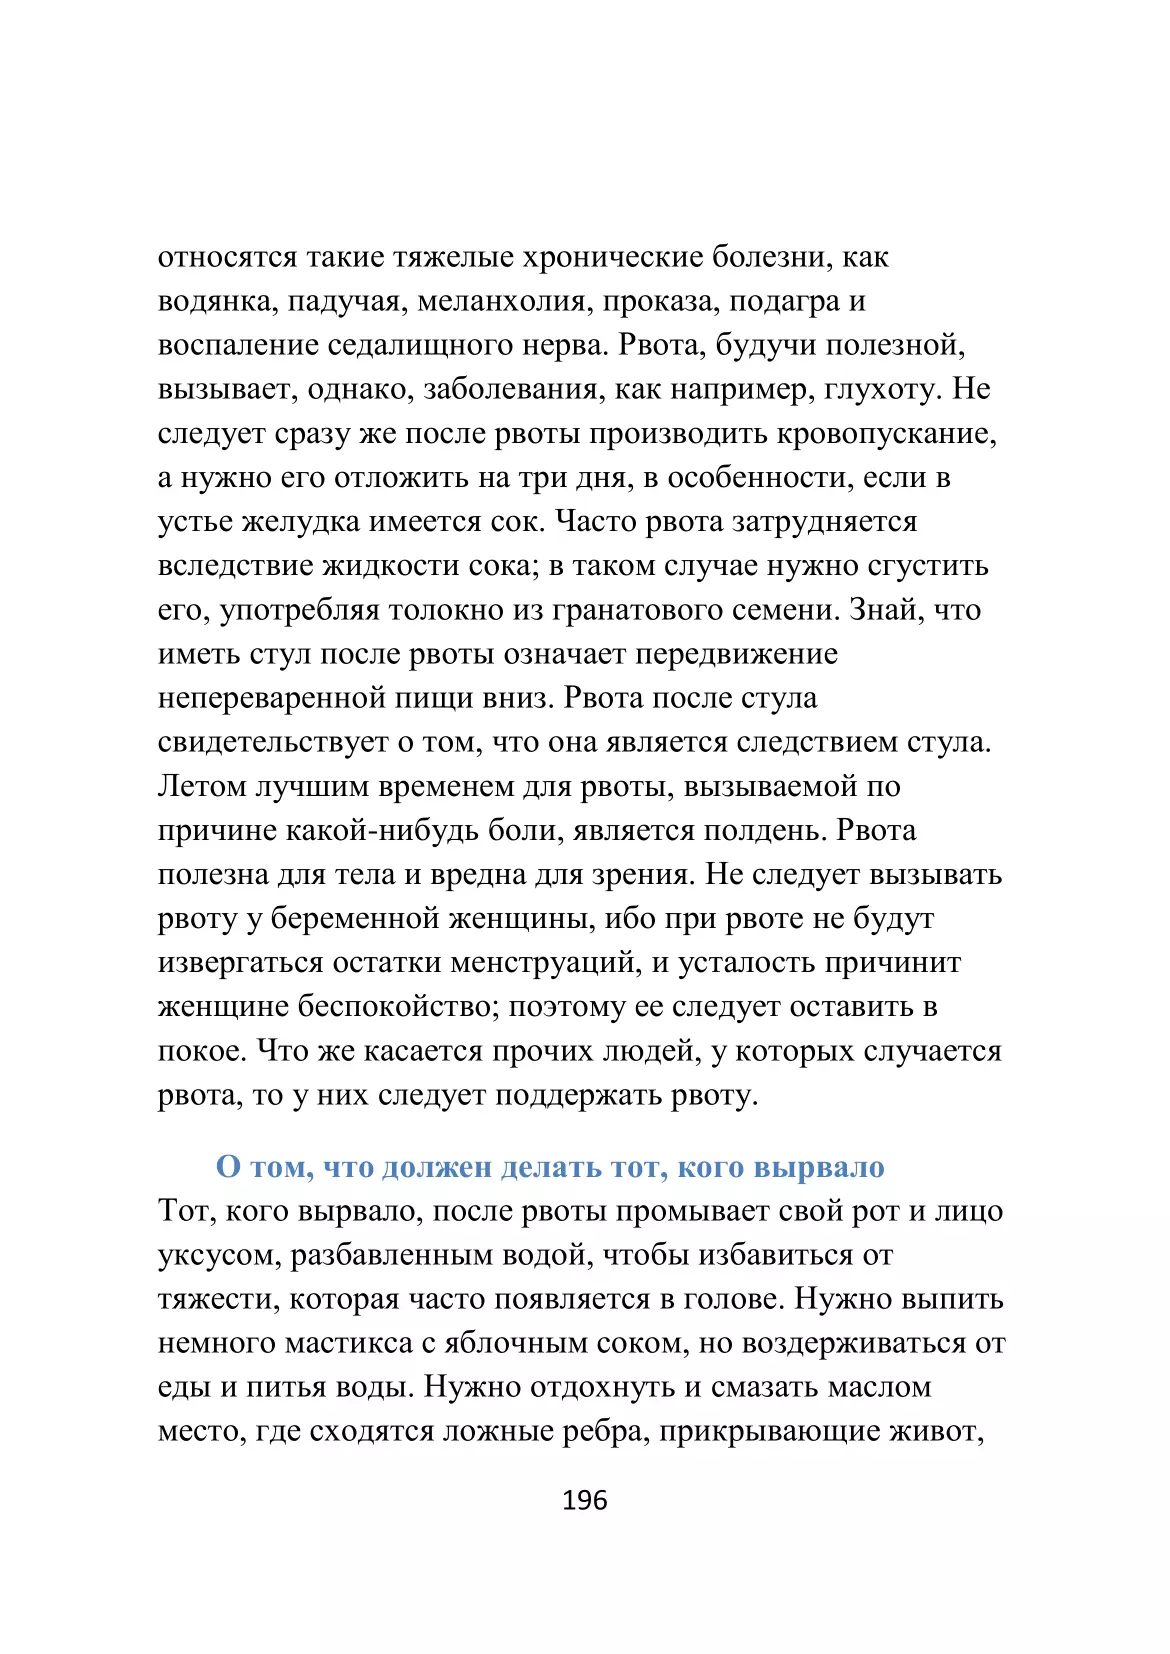 относятся такие тяжелые хронические болезни, как
водянка, падучая, меланхолия, проказа, подагра и
воспаление седалищного нерва. Рвота, будучи полезной,
вызывает, однако, заболевания, как например, глухоту. Не
следует сразу же после рвоты производить кровопускание,
а нужно его отложить на три дня, в особенности, если в
устье желудка имеется сок. Часто рвота затрудняется
вследствие жидкости сока; в таком случае нужно сгустить
его, употребляя толокно из гранатового семени. Знай, что
иметь стул после рвоты означает передвижение
непереваренной пищи вниз. Рвота после стула
свидетельствует о том, что она является следствием стула.
Летом лучшим временем для рвоты, вызываемой по
причине какой-нибудь боли, является полдень. Рвота
полезна для тела и вредна для зрения. Не следует вызывать
рвоту у беременной женщины, ибо при рвоте не будут
извергаться остатки менструаций, и усталость причинит
женщине беспокойство; поэтому ее следует оставить в
покое. Что же касается прочих людей, у которых случается
рвота, то у них следует поддержать рвоту.
О том, что должен делать тот, кого вырвало
Тот, кого вырвало, после рвоты промывает свой рот и лицо
уксусом, разбавленным водой, чтобы избавиться от
тяжести, которая часто появляется в голове. Нужно выпить
немного мастикса с яблочным соком, но воздерживаться от
еды и питья воды. Нужно отдохнуть и смазать маслом
место, где сходятся ложные ребра, прикрывающие живот,
196